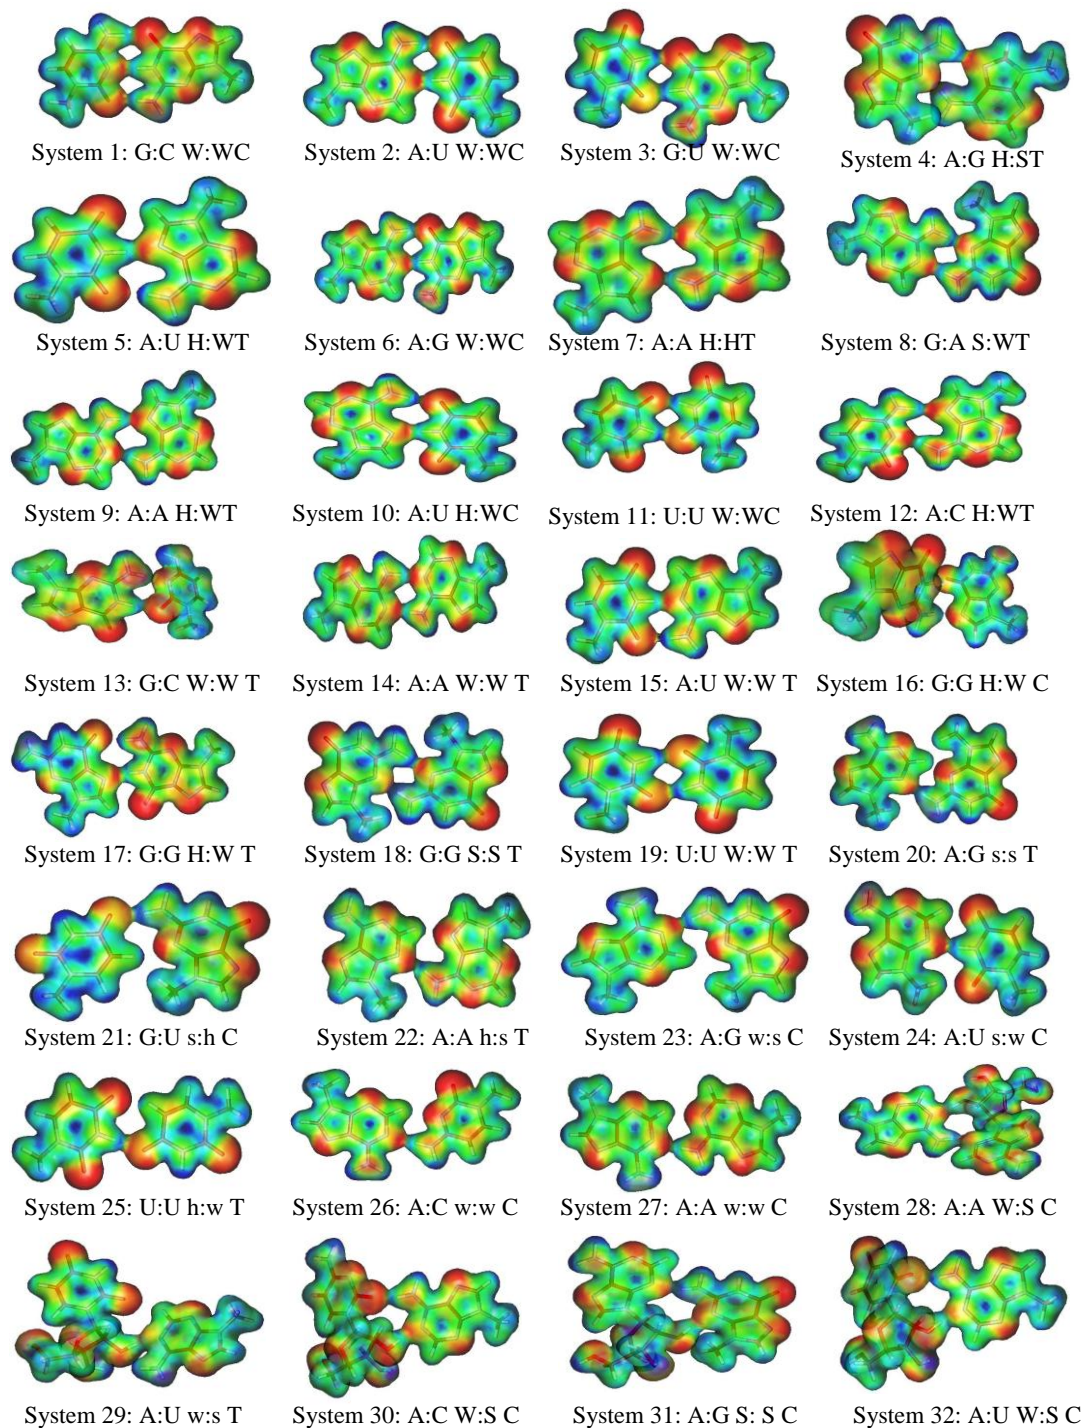 System 1: G:C W:WC
System 2: A:U W:WC
System 3: G:U W:WC
System 4: A:G H:ST
System 5: A:U H:WT
System 6: A:G W:WC
System 7: A:A H:HT
System 8: G:A S:WT
System 9: A:A H:WT
System 10: A:U H:WC
System 11: U:U W:WC
System 12: A:C H:WT
System 13: G:C W:W T
System 14: A:A W:W T
System 15: A:U W:W T
System 16: G:G H:W C
System 17: G:G H:W T
System 18: G:G S:S T
System 19: U:U W:W T
System 20: A:G s:s T
System 21: G:U s:h C
System 22: A:A h:s T
System 23: A:G w:s C
System 24: A:U s:w C
System 25: U:U h:w T
System 26: A:C w:w C
System 27: A:A w:w C
System 28: A:A W:S C
System 29: A:U w:s T
System 30: A:C W:S C
System 31: A:G S: S C
System 32: A:U W:S C